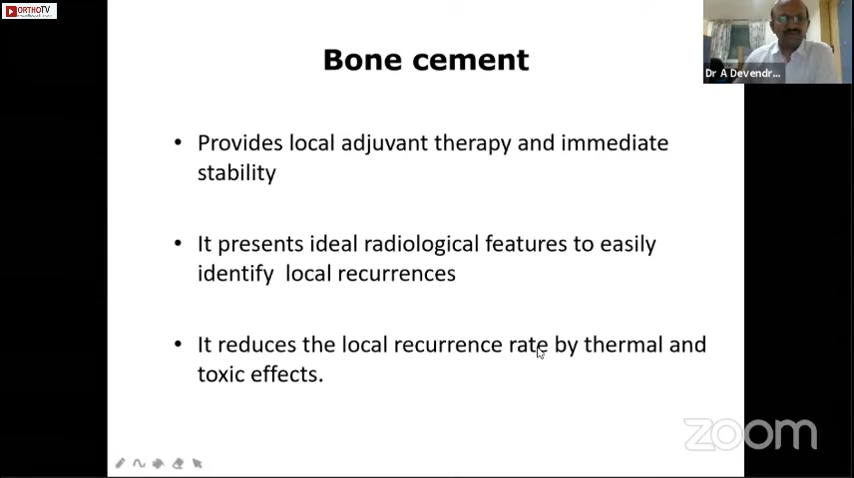 ORTHOTV
Bone cement
Dr A Devendr...
• Provides local adjuvant therapy and immediate
stability
• It presents ideal radiological features to easily
identify local recurrences
• It reduces the local recurrence rate by thermal and
toxic effects.
zoom